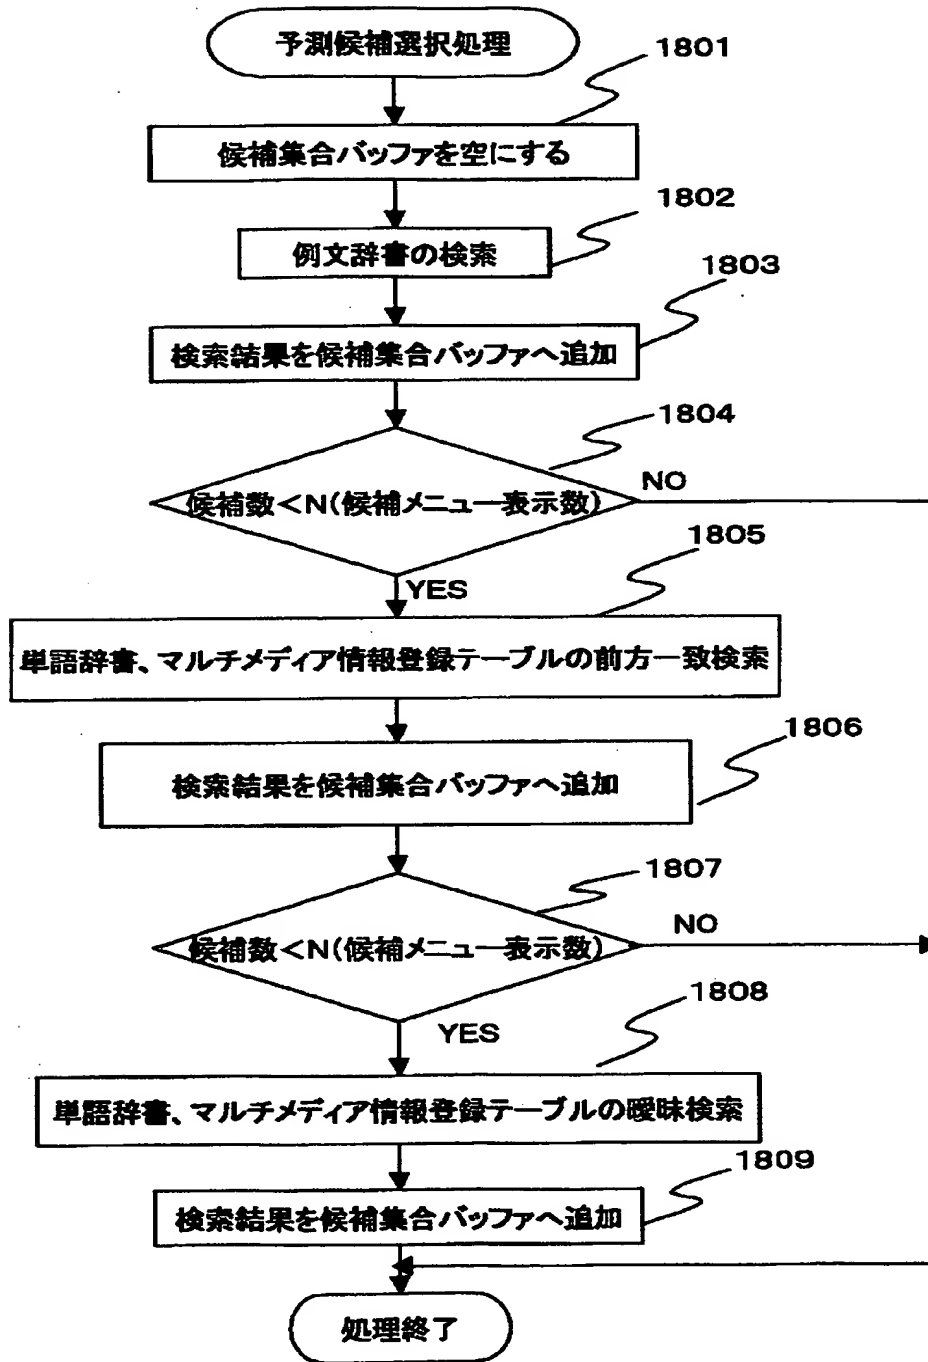 予測候補選択処理
1801
候補集合バッファを空にする
1802
例文辞書の検索
1803
検索結果を候補集合バッファへ追加
1804
候補数<N(候補メニュー表示数)
NO
YES
1805
単語辞書、マルチメディア情報登録テーブルの前方一致検索
1806
検索結果を候補集合バッファへ追加
1807
候補数<N(候補メニュー表示数)
NO
YES
1808
単語辞書、マルチメディア情報登録テーブルの曖昧検索
1809
検索結果を候補集合バッファへ追加
処理終了